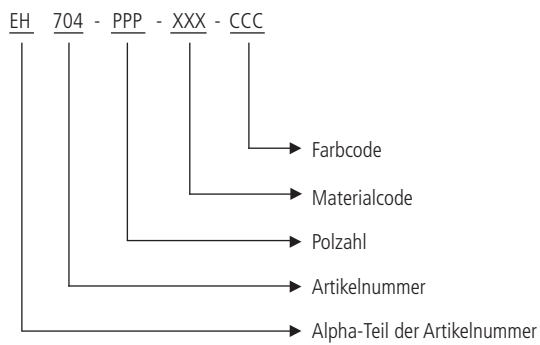 EH 704 - PPP - XXX - CCC
Farbcode
Materialcode
Polzahl
Artikelnummer
Alpha-Teil der Artikelnummer